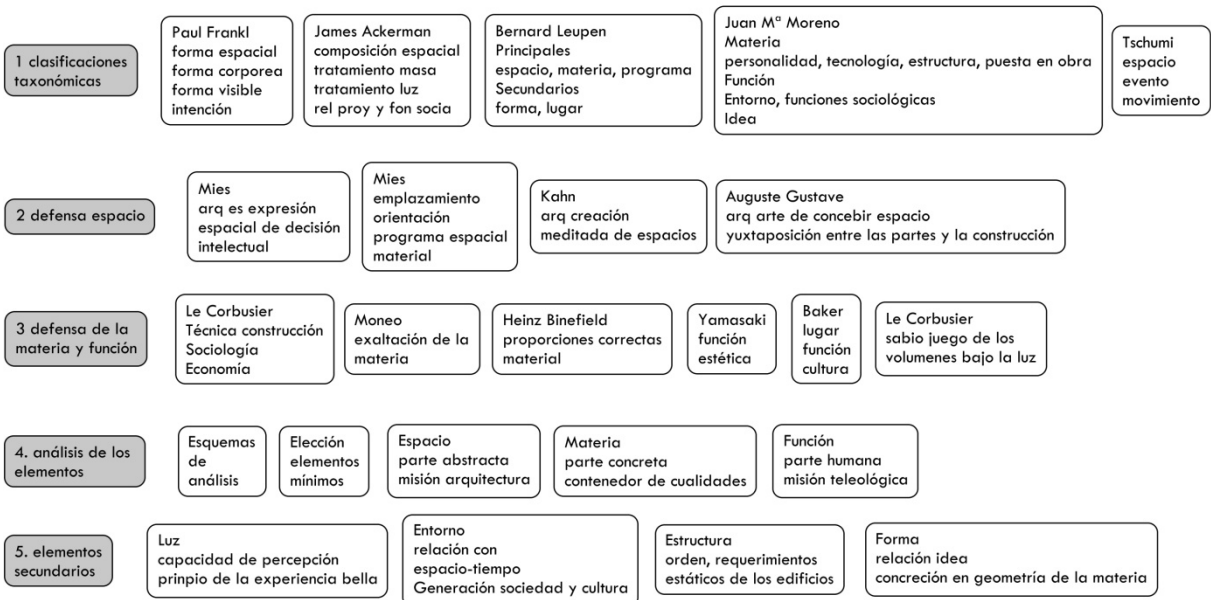 1 clasificaciones
taxonómicas
Paul Frankl
forma espacial
forma corporea
forma visible
intención
James Ackerman
composición espacial
tratamiento masa
tratamiento luz
rel proy y fon socia
Bernard Leupen
Principales
espacio, materia, programa
Secundarios
forma, lugar
Juan Mª Moreno
Materia
personalidad, tecnología, estructura, puesta en obra
Función
Entorno, funciones sociológicas
Idea
Tschumi
espacio
evento
movimiento
2 defensa espacio
Mies
arq es expresión
espacial de decisión
intelectual
Mies
emplazamiento
orientación
programa espacial
material
Kahn
arq creación
meditada de espacios
Auguste Gustave
arq arte de concebir espacio
yuxtaposición entre las partes y la construcción
3 defensa de la
materia y función
Le Corbusier
Técnica construcción
Sociología
Economía
Moneo
exaltación de la
materia
Heinz Binefield
proporciones correctas
material
Yamasaki
función
estética
Baker
lugar
función
cultura
Le Corbusier
sabio juego de los
volumenes bajo la luz
4. análisis de los
elementos
Esquemas
de
análisis
Elección
elementos
mínimos
Espacio
parte abstracta
misión arquitectura
Materia
parte concreta
contenedor de cualidades
Función
parte humana
misión teleológica
5. elementos
secundarios
Luz
capacidad de percepción
prinpio de la experiencia bella
Entorno
relación con
espacio-tiempo
Generación sociedad y cultura
Estructura
orden, requerimientos
estáticos de los edificios
Forma
relación idea
concreción en geometría de la materia